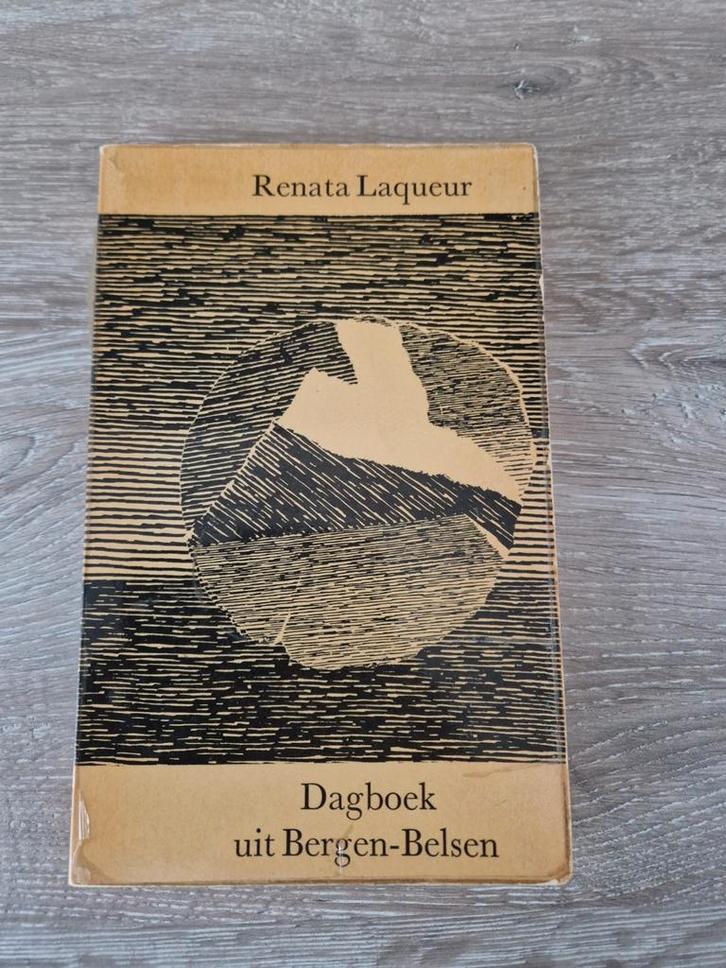 Renata Laqueur
Dagboek
uit Bergen-Belsen